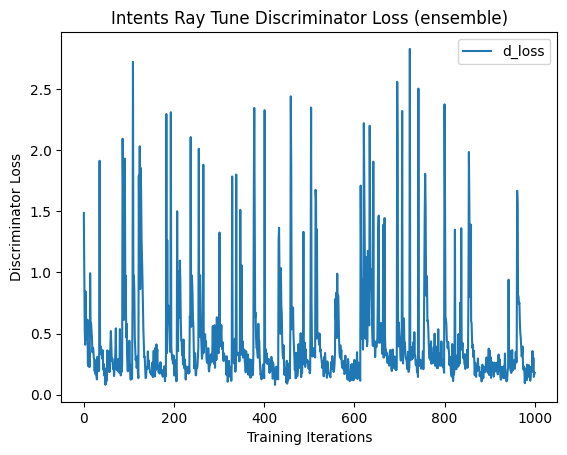 Intents Ray Tune Discriminator Loss (ensemble)
d_loss
Discriminator Loss
2.5
2.0
1.5
1.0
0.5
0.0
0 200 400 600 800 1000
Training Iterations